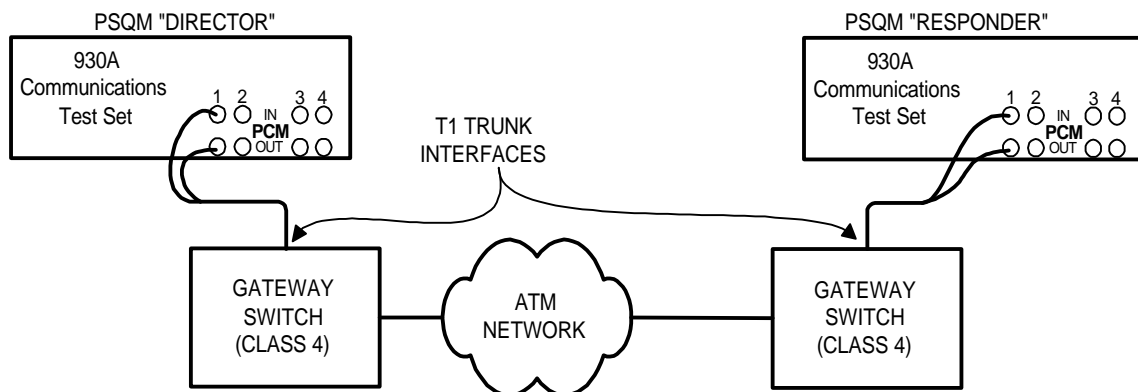 PSQM "DIRECTOR"
930A
Communications
Test Set
1 2 IN 3 4
PCM
OUT
T1 TRUNK
INTERFACES
PSQM "RESPONDER"
930A
Communications
Test Set
1 2 IN 3 4
PCM
OUT
GATEWAY
SWITCH
(CLASS 4)
ATM
NETWORK
GATEWAY
SWITCH
(CLASS 4)